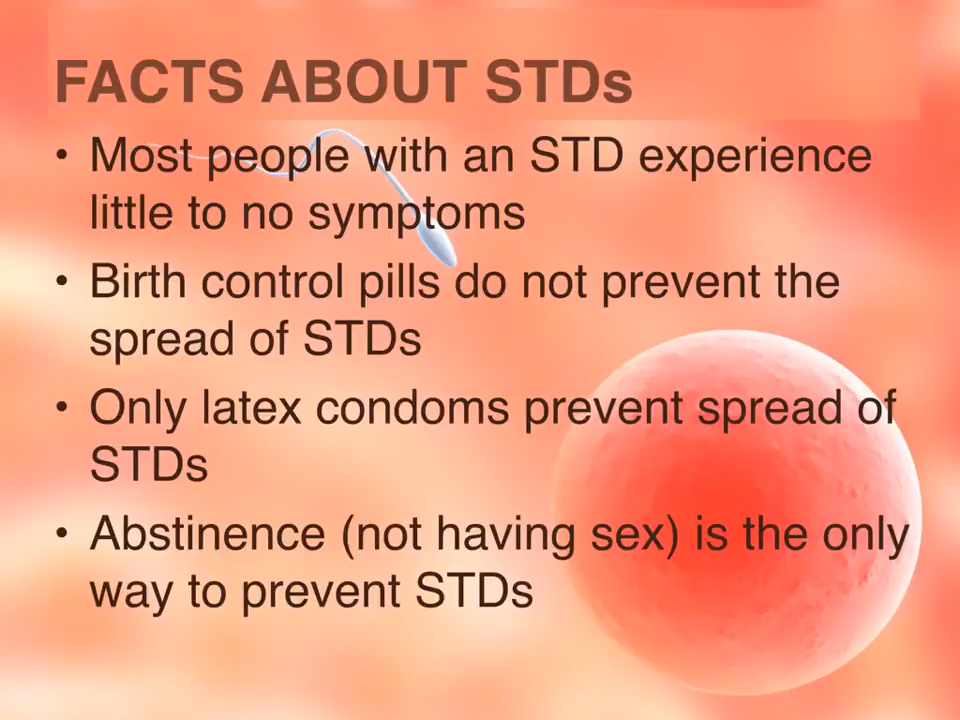 FACTS ABOUT STDs
• Most people with an STD experience
little to no symptoms
• Birth control pills do not prevent the
spread of STDs
• Only latex condoms prevent spread of
STDs
• Abstinence (not having sex) is the only
way to prevent STDs